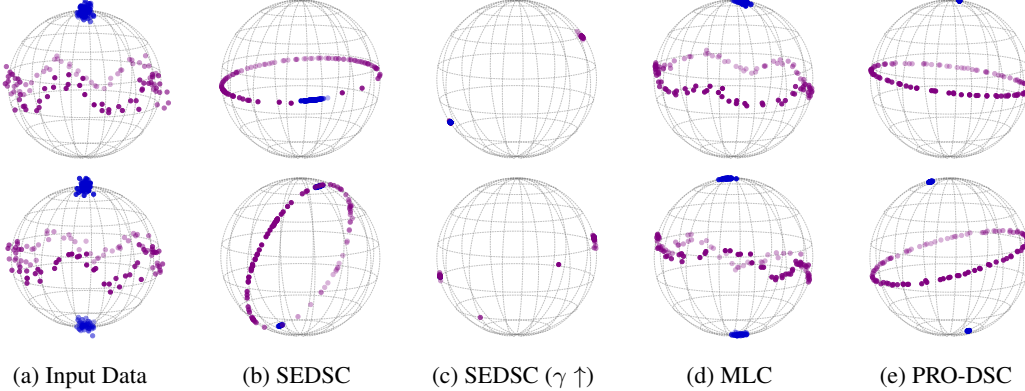 (a) Input Data
(b) SEDSC
(c) SEDSC (γ ↑)
(d) MLC
(e) PRO-DSC